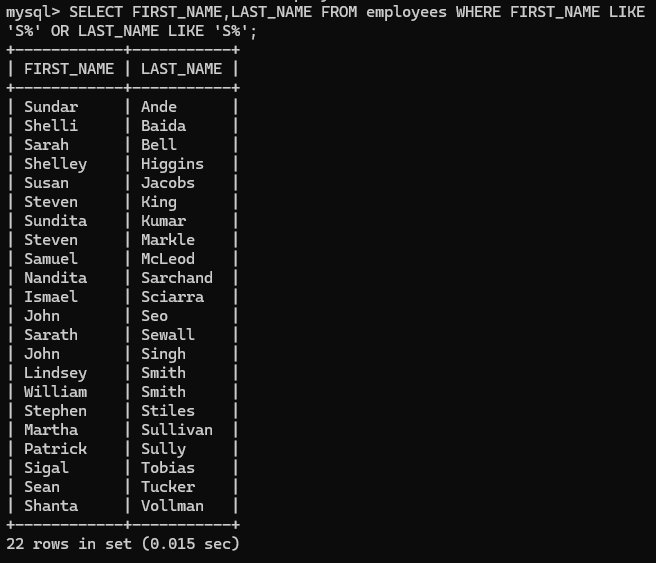 mysql> SELECT FIRST_NAME,LAST_NAME FROM employees WHERE FIRST_NAME LIKE
'S%' OR LAST_NAME LIKE 'S%';
+------------+-----------+
| FIRST_NAME | LAST_NAME |
+------------+-----------+
| Sundar     | Ande      |
| Shelli     | Baida     |
| Sarah      | Bell      |
| Shelley    | Higgins   |
| Susan      | Jacobs    |
| Steven     | King      |
| Sundita    | Kumar     |
| Steven     | Markle    |
| Samuel     | McLeod    |
| Nandita    | Sarchand  |
| Ismael     | Sciarra   |
| John       | Seo       |
| Sarath     | Sewall    |
| John       | Singh     |
| Lindsey    | Smith     |
| William    | Smith     |
| Stephen    | Stiles    |
| Martha     | Sullivan  |
| Patrick    | Sully     |
| Sigal      | Tobias    |
| Sean       | Tucker    |
| Shanta     | Vollman   |
+------------+-----------+
22 rows in set (0.015 sec)